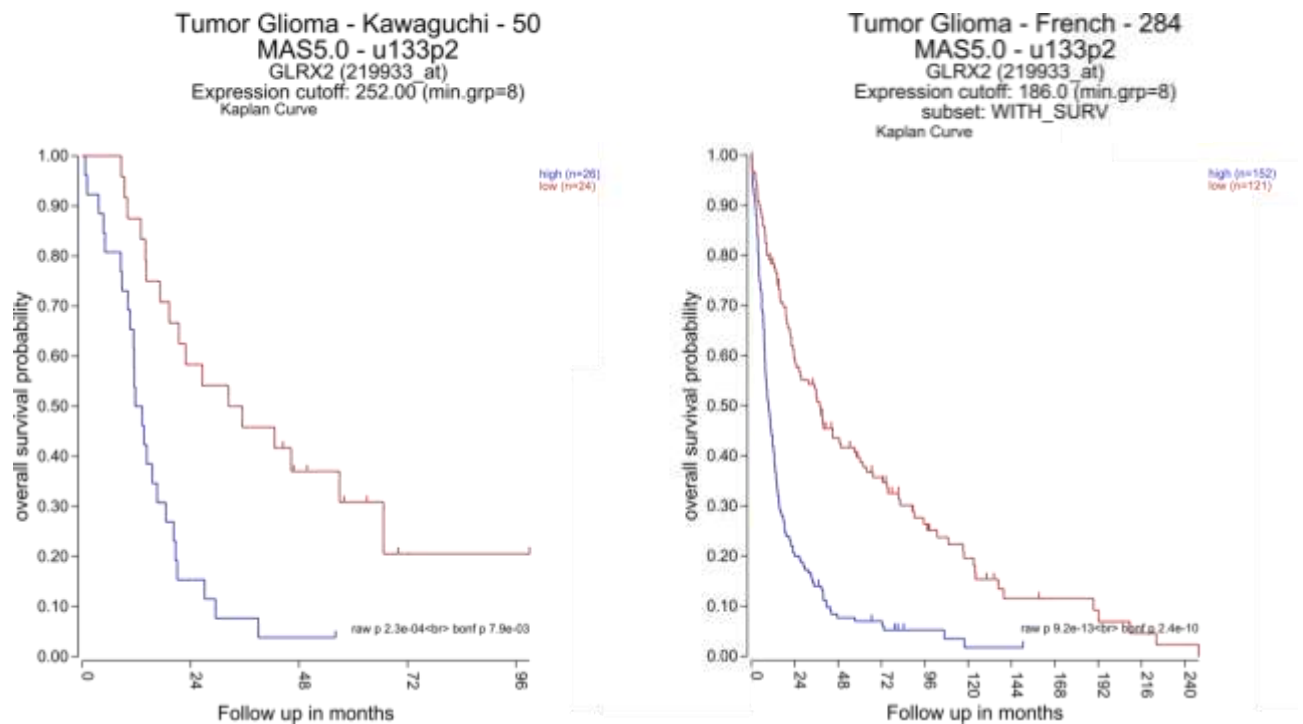 Tumor Glioma - Kawaguchi - 50
MAS5.0 - u133p2
GLRX2 (219933_at)
Expression cutoff: 252.00 (min.grp=8)
Kaplan Curve
high (n=26)
low (n=24)
overall survival probability
1.00
0.90
0.80
0.70
0.60
0.50
0.40
0.30
0.20
0.10
0.00
raw p 2.3e-04<br> bonf p 7.9e-03
0
24
48
72
96
Follow up in months
Tumor Glioma - French - 284
MAS5.0 - u133p2
GLRX2 (219933_at)
Expression cutoff: 186.0 (min.grp=8)
subset: WITH_SURV
Kaplan Curve
high (n=152)
low (n=121)
overall survival probability
1.00
0.90
0.80
0.70
0.60
0.50
0.40
0.30
0.20
0.10
0.00
raw p 9.2e-13<br> bonf p 2.4e-10
0
24
48
72
96
120
144
168
192
216
240
Follow up in months